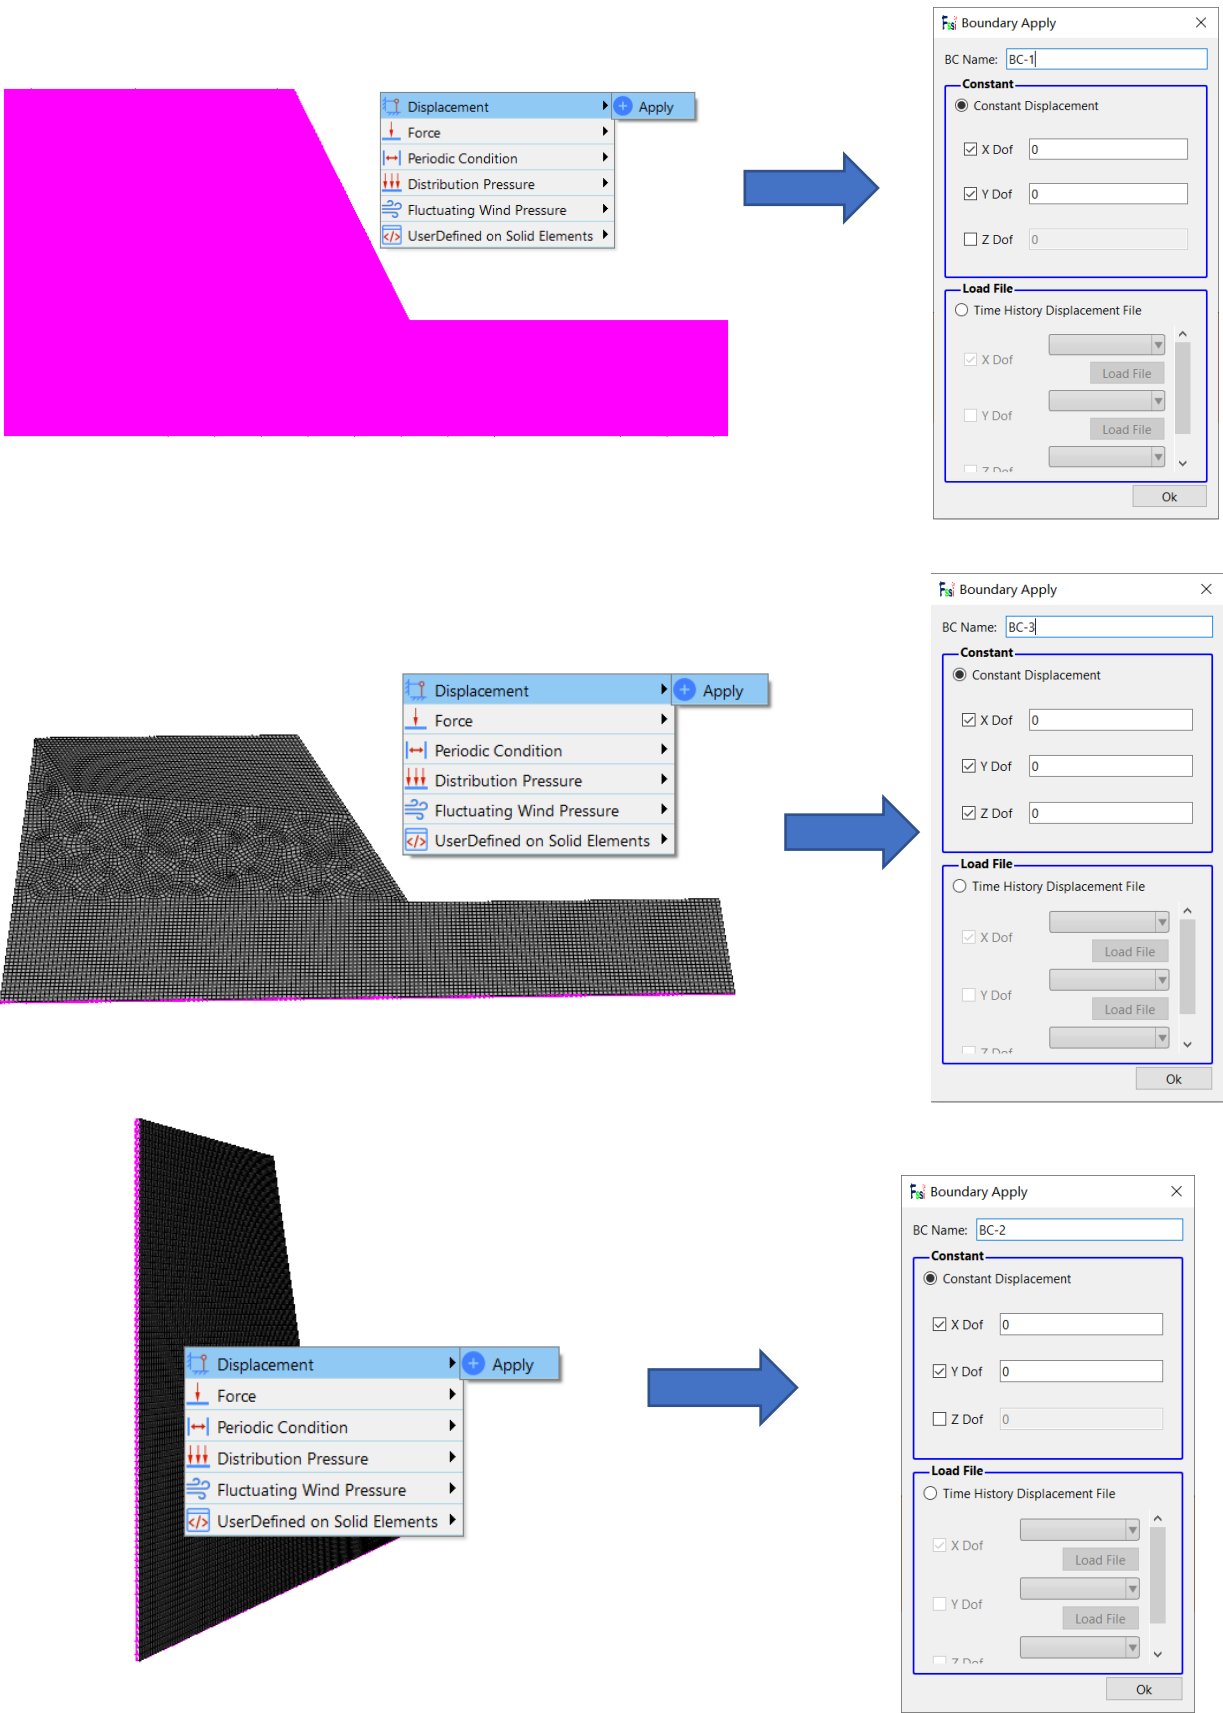 Displacement
Apply
Force
Periodic Condition
Distribution Pressure
Fluctuating Wind Pressure
UserDefined on Solid Elements
Fssi Boundary Apply
BC Name: BC-1
Constant
Constant Displacement
X Dof 0
Y Dof 0
Z Dof 0
Load File
Time History Displacement File
X Dof
Load File
Y Dof
Load File
Z Dof
Ok
Displacement
Apply
Force
Periodic Condition
Distribution Pressure
Fluctuating Wind Pressure
UserDefined on Solid Elements
Fssi Boundary Apply
BC Name: BC-3
Constant
Constant Displacement
X Dof 0
Y Dof 0
Z Dof 0
Load File
Time History Displacement File
X Dof
Load File
Y Dof
Load File
Z Dof
Ok
Displacement
Apply
Force
Periodic Condition
Distribution Pressure
Fluctuating Wind Pressure
UserDefined on Solid Elements
Fssi Boundary Apply
BC Name: BC-2
Constant
Constant Displacement
X Dof 0
Y Dof 0
Z Dof 0
Load File
Time History Displacement File
X Dof
Load File
Y Dof
Load File
Z Dof
Ok